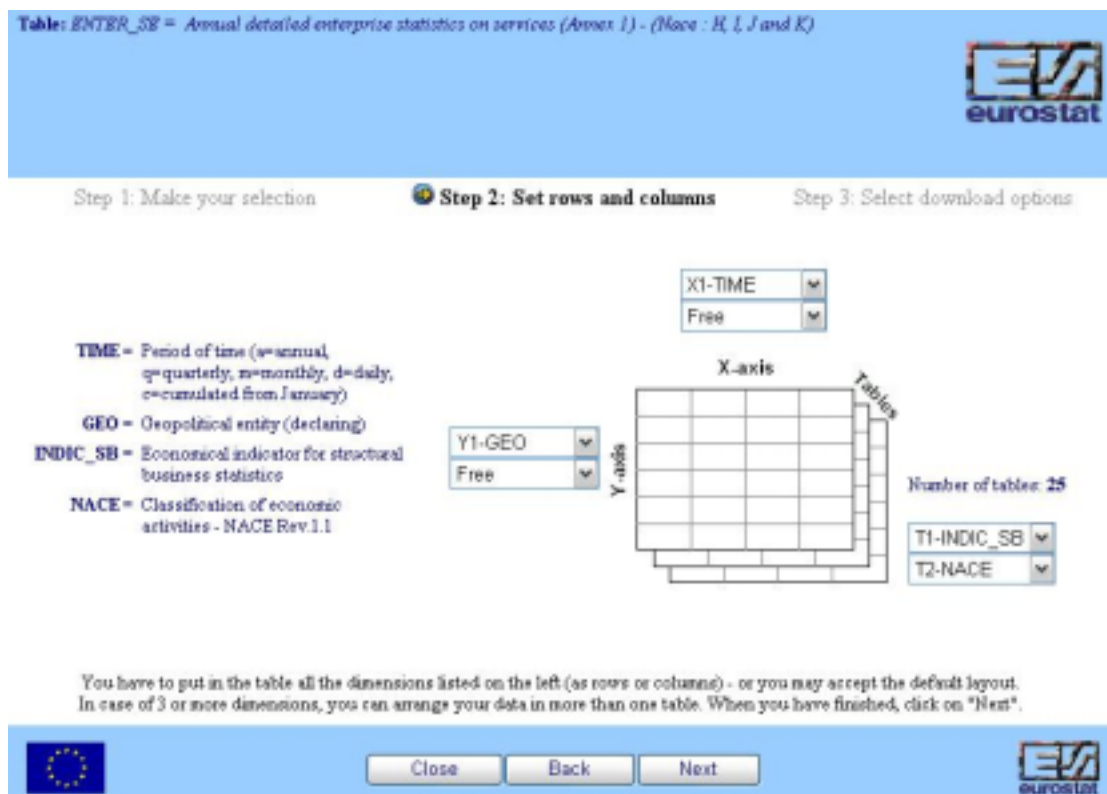 Table: ENTER_SB = Annual detailed enterprise statistics on services (Annex 1) - (Nace : H, I, J and K)
eurostat
Step 1: Make your selection
Step 2: Set rows and columns
Step 3: Select download options
X1-TIME
Free
TIME = Period of time (a=annual,
q=quarterly, m=monthly, d=daily,
c=cumulated from January)
GEO = Geopolitical entity (declaring)
INDIC_SB = Economical indicator for structural
business statistics
NACE = Classification of economic
activities - NACE Rev.1.1
X-axis
Tables
Y1-GEO
Free
Y-axis
Number of tables: 25
T1-INDIC_SB
T2-NACE
You have to put in the table all the dimensions listed on the left (as rows or columns) - or you may accept the default layout.
In case of 3 or more dimensions, you can arrange your data in more than one table. When you have finished, click on "Next".
Close
Back
Next
eurostat